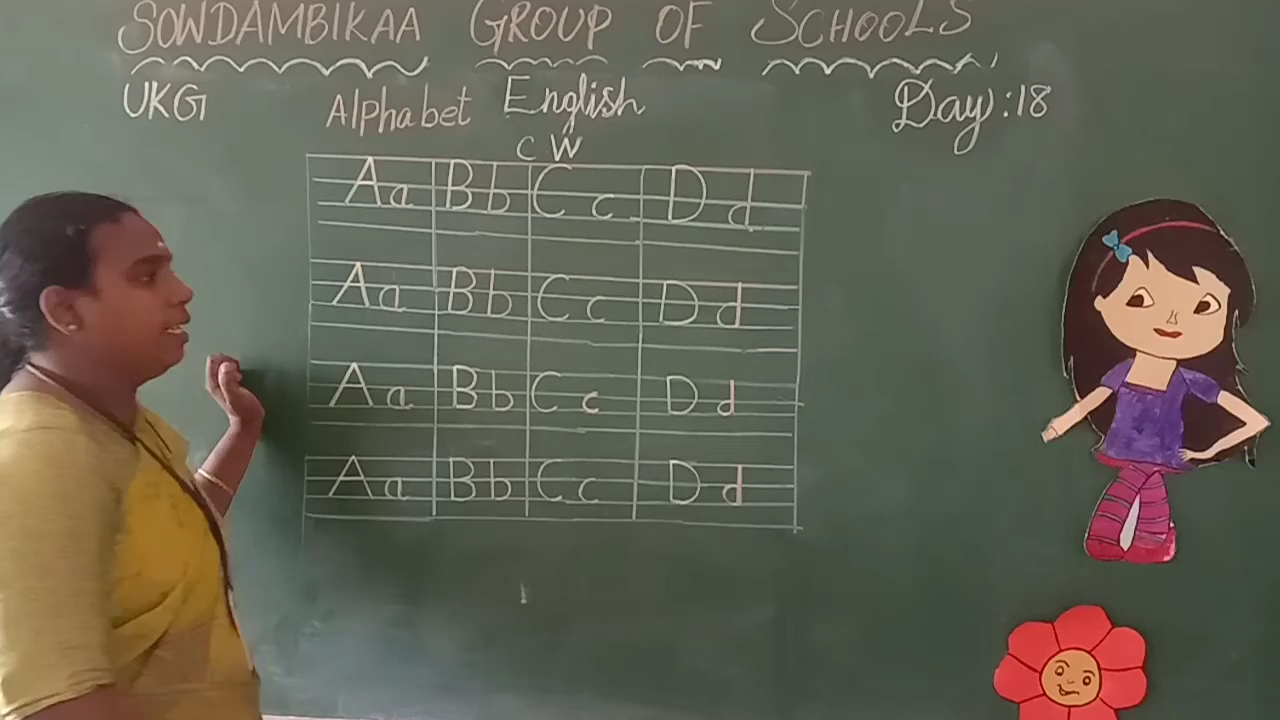 SOWDAMBIKAA GROUP OF SCHOOLS
UKG Alphabet English Day:18
CW
Aa Bb Cc Dd
Aa Bb Cc Dd
Aa Bb Cc Dd
Aa Bb Cc Dd